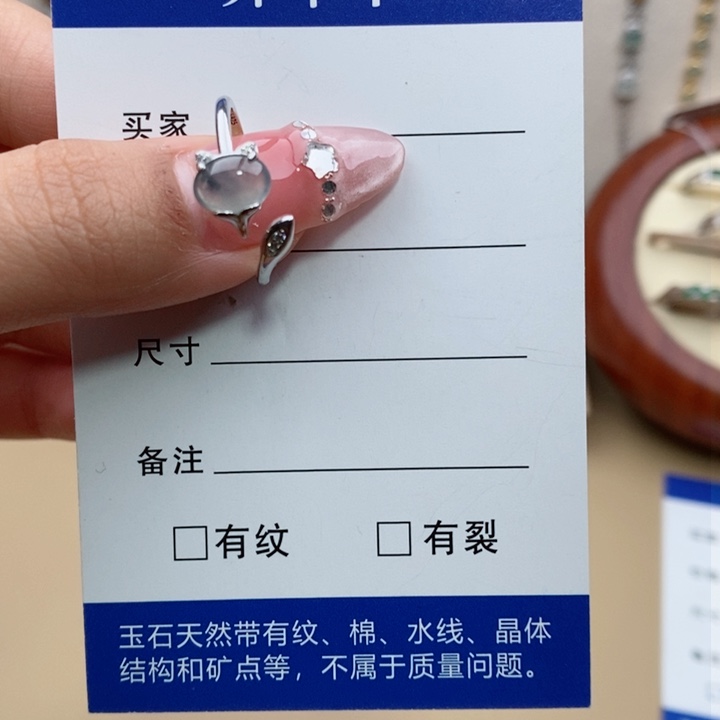 买家
尺寸
备注
□有纹 □有裂
玉石天然带有纹、棉、水线、晶体
结构和矿点等，不属于质量问题。